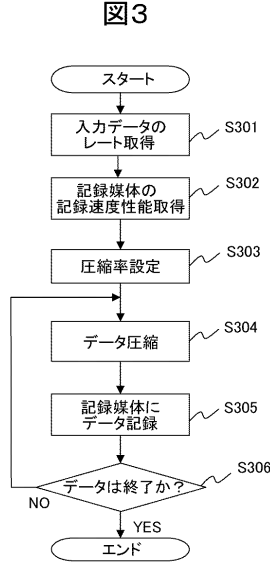 図3
スタート
入力データの
レート取得
S301
記録媒体の
記録速度性能取得
S302
圧縮率設定
S303
データ圧縮
S304
記録媒体に
データ記録
S305
データは終了か？
S306
NO
YES
エンド